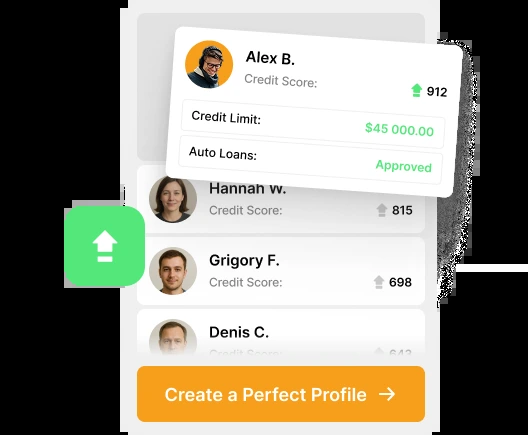 Alex B.
Credit Score:
912
Credit Limit:
$45 000.00
Auto Loans:
Approved
Hannah W.
Credit Score:
815
Grigory F.
Credit Score:
698
Denis C.
Credit Score:
Create a Perfect Profile →